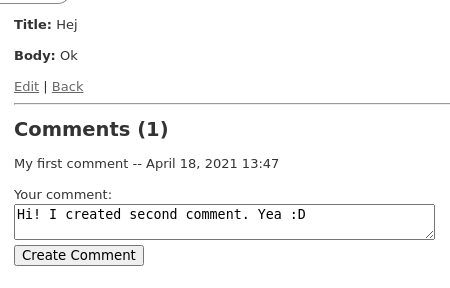 Title: Hej
Body: Ok
Edit | Back
Comments (1)
My first comment -- April 18, 2021 13:47
Your comment:
Hi! I created second comment. Yea :D
Create Comment